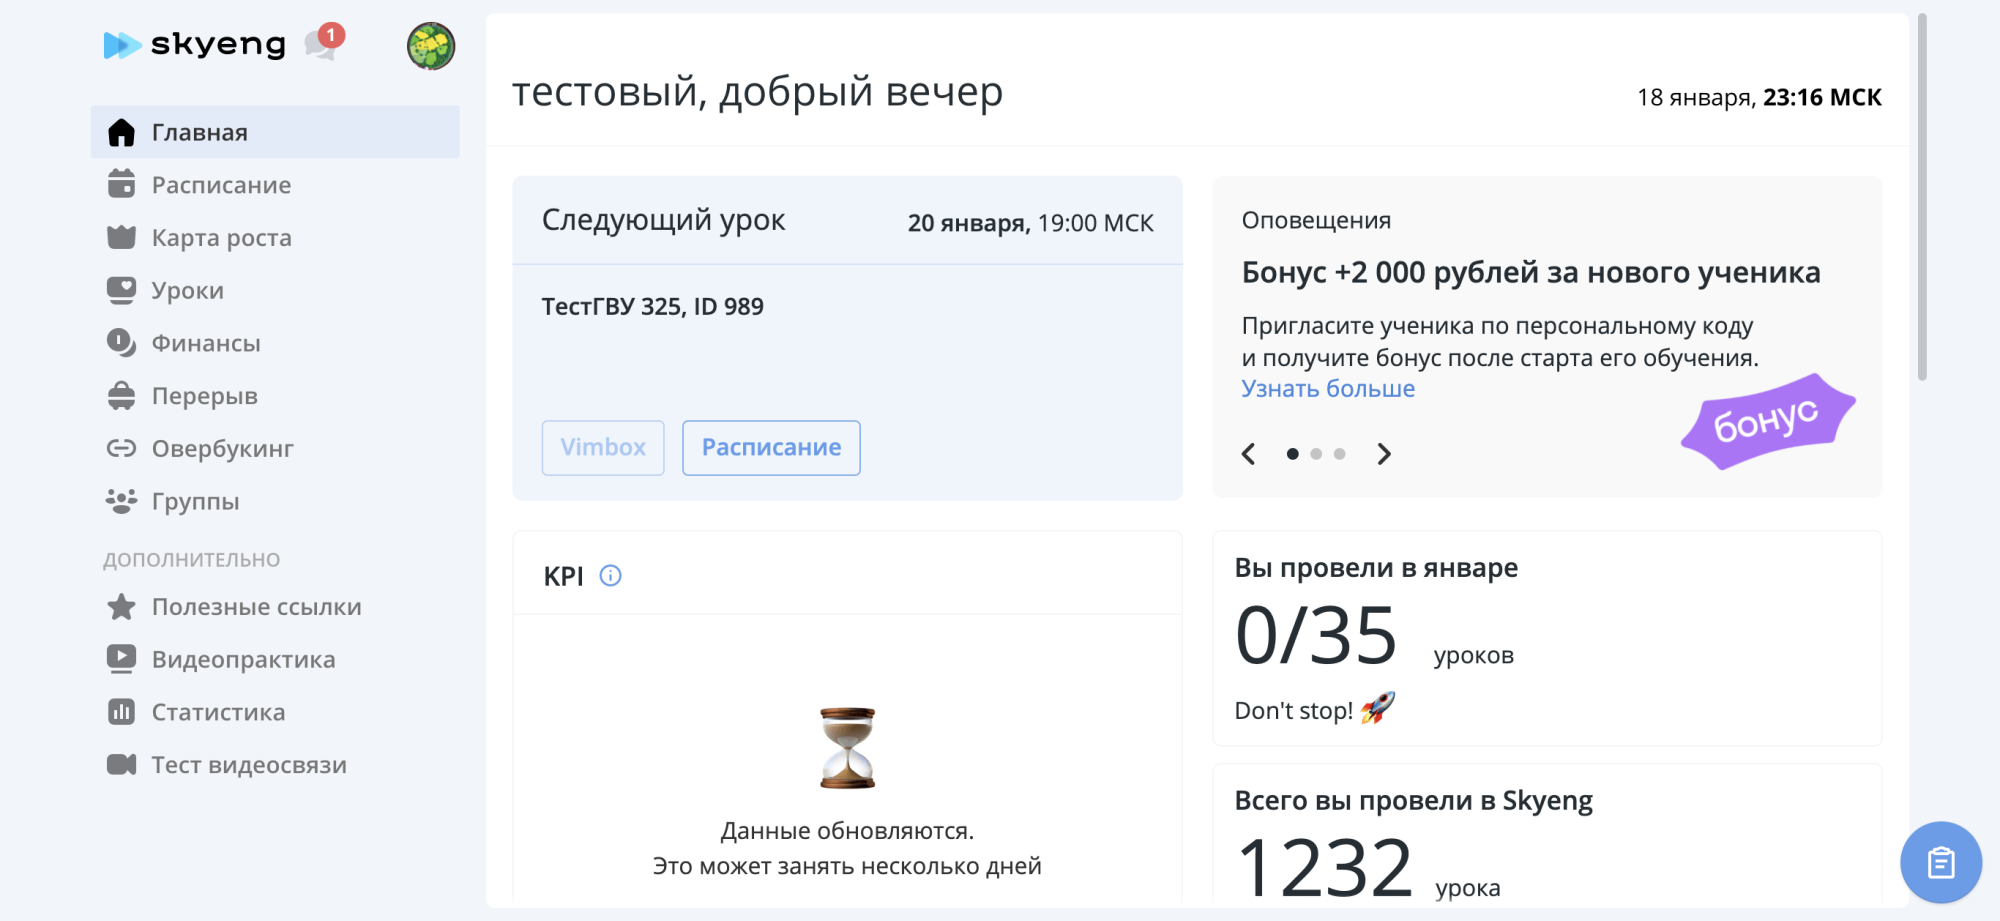 skyeng
1
Главная
Расписание
Карта роста
Уроки
Финансы
Перерыв
Овербукинг
Группы
ДОПОЛНИТЕЛЬНО
Полезные ссылки
Видеопрактика
Статистика
Тест видеосвязи
тестовый, добрый вечер
18 января, 23:16 МСК
Следующий урок
20 января, 19:00 МСК
ТестГВУ 325, ID 989
Vimbox
Расписание
Оповещения
Бонус +2 000 рублей за нового ученика
Пригласите ученика по персональному коду
и получите бонус после старта его обучения.
Узнать больше
бонус
KPI
Данные обновляются.
Это может занять несколько дней
Вы провели в январе
0/35 уроков
Don't stop! 🚀
Всего вы провели в Skyeng
1232 урока